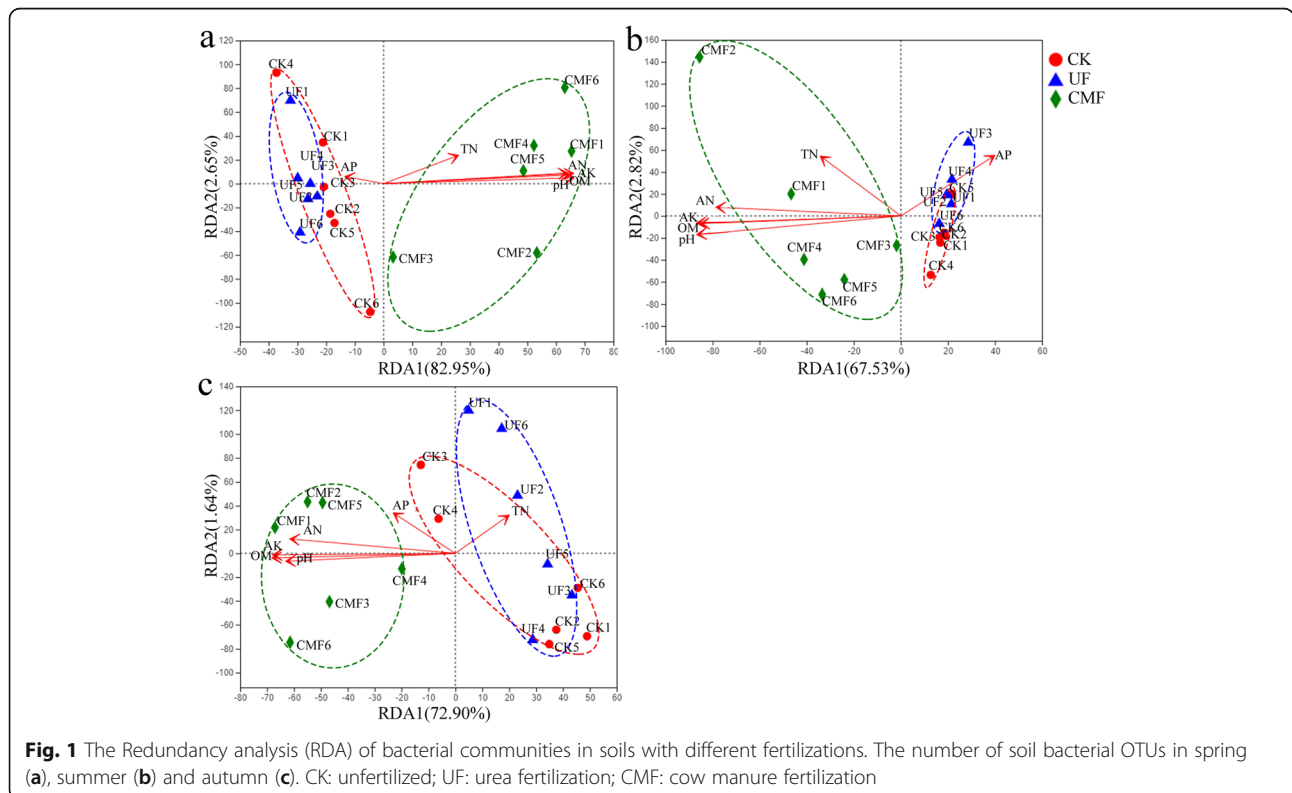 a
120
100
80
60
40
20
0
-20
-40
-60
-80
-100
-120
RDA2(2.65%)
CK4
UF1
CK1
UF4
UF3
AP
UF5
CK3
UF2
CK2
UF6
CK5
CK6
TN
CMF6
CMF4
CMF1
CMF5
AN
AK
pH
OM
CMF3
CMF2
-50 -40 -30 -20 -10 0 10 20 30 40 50 60 70 80
RDA1(82.95%)
b
160
140
120
100
80
60
40
20
0
-20
-40
-60
-80
-100
RDA2(2.82%)
CMF2
TN
CMF1
AN
AK
OM
pH
CMF4
CMF3
CMF5
CMF6
UF3
AP
UF4
UF5
CK5
UF2
UF1
UF6
CK6
CK3
CK2
CK1
CK4
-100 -80 -60 -40 -20 0 20 40 60
RDA1(67.53%)
CK
UF
CMF
c
140
120
100
80
60
40
20
0
-20
-40
-60
-80
-100
RDA2(1.64%)
UF1
UF6
CK3
CMF2
CMF5
UF2
AP
CK4
TN
CMF1
AN
AK
OM
pH
CMF4
UF5
CK6
UF3
CMF3
CMF6
UF4
CK2
CK1
CK5
-80 -70 -60 -50 -40 -30 -20 -10 0 10 20 30 40 50 60
RDA1(72.90%)
Fig. 1 The Redundancy analysis (RDA) of bacterial communities in soils with different fertilizations. The number of soil bacterial OTUs in spring
(a), summer (b) and autumn (c). CK: unfertilized; UF: urea fertilization; CMF: cow manure fertilization